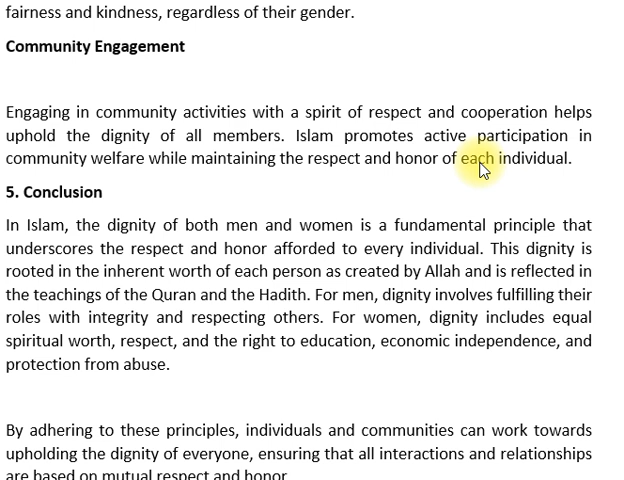 fairness and kindness, regardless of their gender.
Community Engagement
Engaging in community activities with a spirit of respect and cooperation helps
uphold the dignity of all members. Islam promotes active participation in
community welfare while maintaining the respect and honor of each individual.
5. Conclusion
In Islam, the dignity of both men and women is a fundamental principle that
underscores the respect and honor afforded to every individual. This dignity is
rooted in the inherent worth of each person as created by Allah and is reflected in
the teachings of the Quran and the Hadith. For men, dignity involves fulfilling their
roles with integrity and respecting others. For women, dignity includes equal
spiritual worth, respect, and the right to education, economic independence, and
protection from abuse.
By adhering to these principles, individuals and communities can work towards
upholding the dignity of everyone, ensuring that all interactions and relationships
are based on mutual respect and honor.